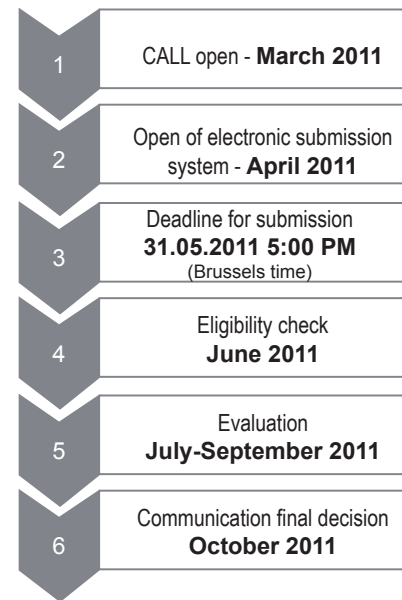 1
CALL open - March 2011
2
Open of electronic submission
system - April 2011
3
Deadline for submission
31.05.2011 5:00 PM
(Brussels time)
4
Eligibility check
June 2011
5
Evaluation
July-September 2011
6
Communication final decision
October 2011